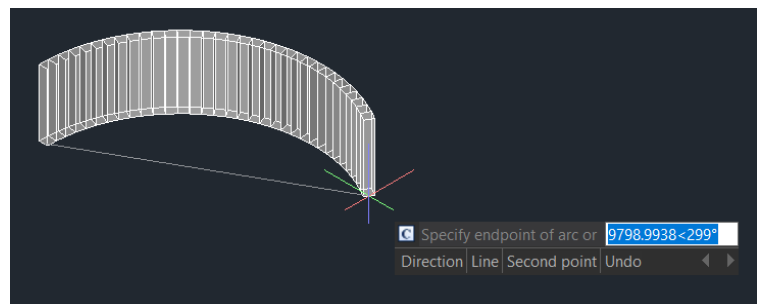 C Specify endpoint of arc or 9798.9938<299°
Direction Line Second point Undo